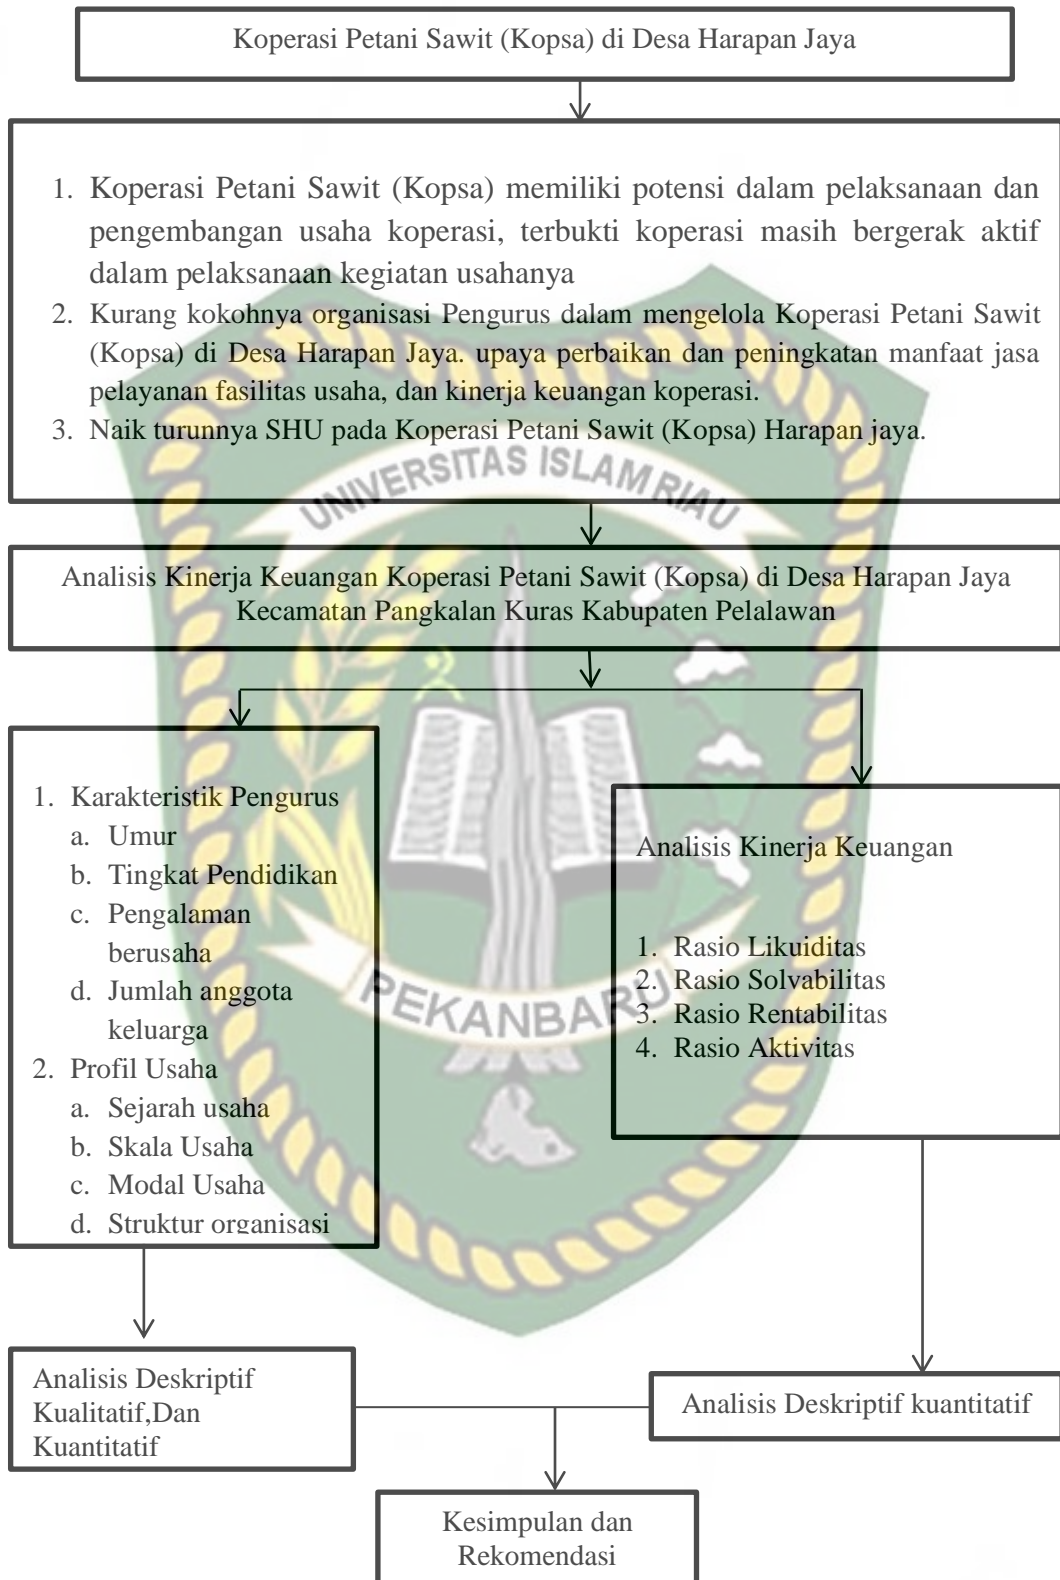 Koperasi Petani Sawit (Kopsa) di Desa Harapan Jaya
1. Koperasi Petani Sawit (Kopsa) memiliki potensi dalam pelaksanaan dan
pengembangan usaha koperasi, terbukti koperasi masih bergerak aktif
dalam pelaksanaan kegiatan usahanya
2. Kurang kokohnya organisasi Pengurus dalam mengelola Koperasi Petani Sawit
(Kopsa) di Desa Harapan Jaya. upaya perbaikan dan peningkatan manfaat jasa
pelayanan fasilitas usaha, dan kinerja keuangan koperasi.
3. Naik turunnya SHU pada Koperasi Petani Sawit (Kopsa) Harapan jaya.
UNIVERSITAS ISLAM RIAU
Analisis Kinerja Keuangan Koperasi Petani Sawit (Kopsa) di Desa Harapan Jaya
Kecamatan Pangkalan Kuras Kabupaten Pelalawan
1. Karakteristik Pengurus
a. Umur
b. Tingkat Pendidikan
c. Pengalaman
berusaha
d. Jumlah anggota
keluarga
2. Profil Usaha
a. Sejarah usaha
b. Skala Usaha
c. Modal Usaha
d. Struktur organisasi
Analisis Kinerja Keuangan
1. Rasio Likuiditas
2. Rasio Solvabilitas
3. Rasio Rentabilitas
4. Rasio Aktivitas
PEKANBARU
Analisis Deskriptif
Kualitatif,Dan
Kuantitatif
Analisis Deskriptif kuantitatif
Kesimpulan dan
Rekomendasi